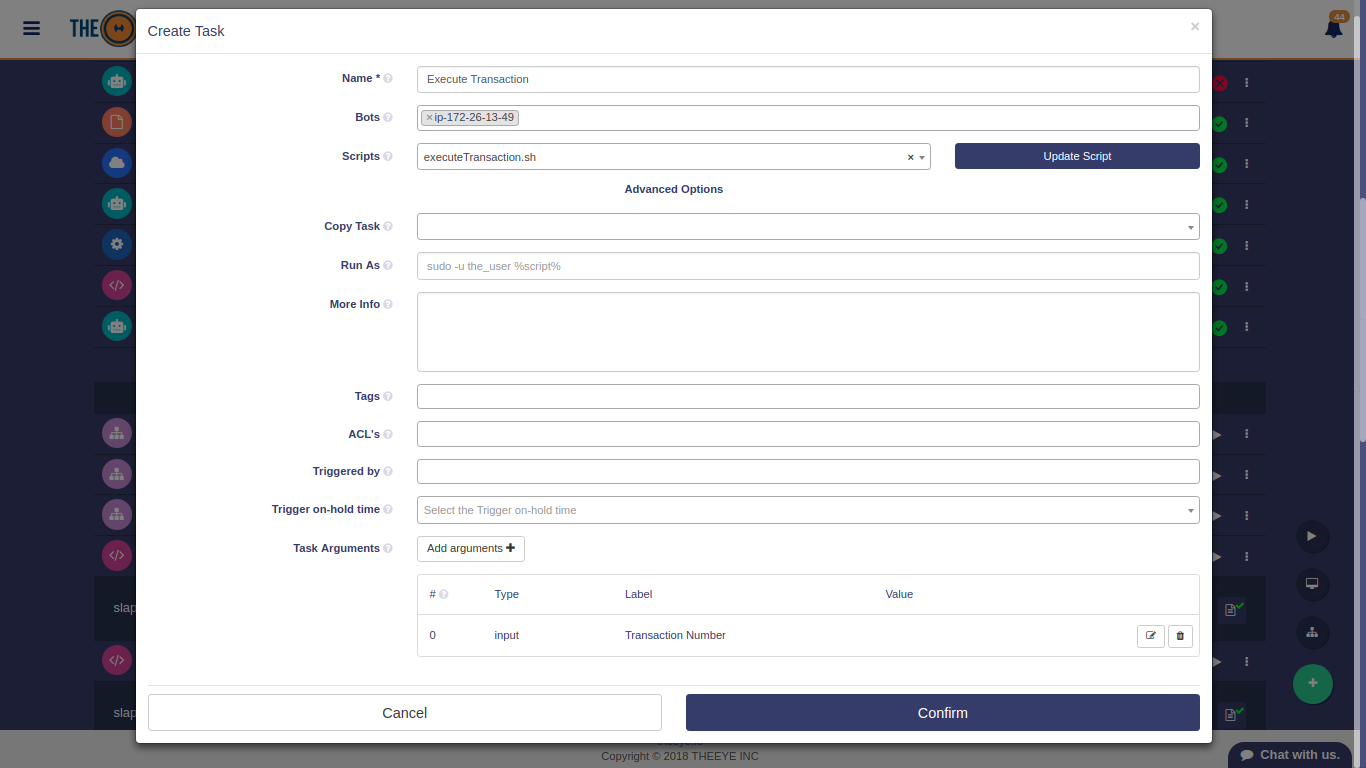 THE
44
Create Task
×
Name *
Execute Transaction
Bots
×ip-172-26-13-49
Scripts
executeTransaction.sh
×
Update Script
Advanced Options
Copy Task
Run As
sudo -u the_user %script%
More Info
Tags
ACL's
Triggered by
Trigger on-hold time
Select the Trigger on-hold time
Task Arguments
Add arguments
# Type Label Value
0 input Transaction Number
slap
slap
Cancel
Confirm
Copyright © 2018 THEEYE INC
Chat with us.